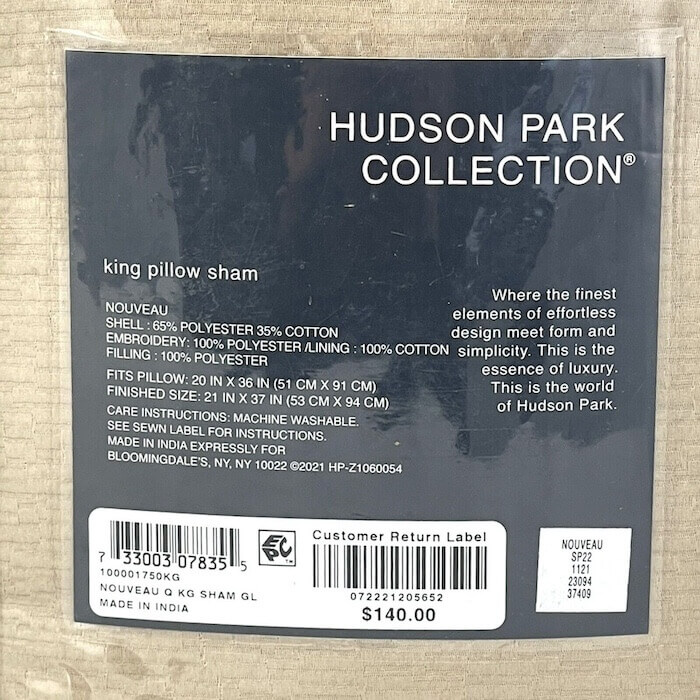 HUDSON PARK
COLLECTION®
king pillow sham
NOUVEAU
SHELL : 65% POLYESTER 35% COTTON
EMBROIDERY: 100% POLYESTER /LINING : 100% COTTON
FILLING : 100% POLYESTER
FITS PILLOW: 20 IN X 36 IN (51 CM X 91 CM)
FINISHED SIZE: 21 IN X 37 IN (53 CM X 94 CM)
CARE INSTRUCTIONS: MACHINE WASHABLE.
SEE SEWN LABEL FOR INSTRUCTIONS.
MADE IN INDIA EXPRESSLY FOR
BLOOMINGDALE'S, NY, NY 10022 ©2021 HP-Z1060054
Where the finest
elements of effortless
design meet form and
simplicity. This is the
essence of luxury.
This is the world
of Hudson Park.
7 33003 07835 5
100001750KG
NOUVEAU Q KG SHAM GL
MADE IN INDIA
EPC™
Customer Return Label
072221205652
$140.00
NOUVEAU
SP22
1121
23094
37409